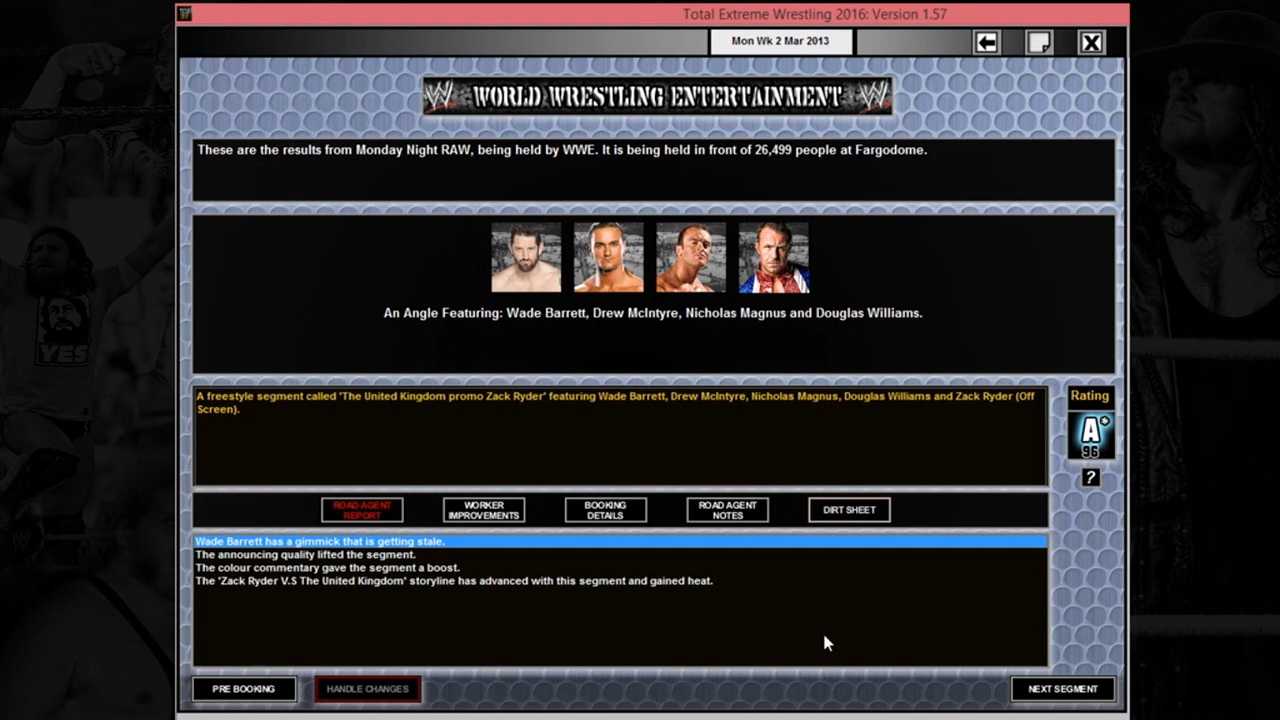 Total Extreme Wrestling 2016: Version 1.57
Mon Wk 2 Mar 2013
WORLD WRESTLING ENTERTAINMENT
These are the results from Monday Night RAW, being held by WWE. It is being held in front of 26,499 people at Fargodome.
An Angle Featuring: Wade Barrett, Drew McIntyre, Nicholas Magnus and Douglas Williams.
A freestyle segment called 'The United Kingdom promo Zack Ryder' featuring Wade Barrett, Drew McIntyre, Nicholas Magnus, Douglas Williams and Zack Ryder (Off
Screen).
Rating
A*
96
?
ROAD AGENT
REPORT
WORKER
IMPROVEMENTS
BOOKING
DETAILS
ROAD AGENT
NOTES
DIRT SHEET
Wade Barrett has a gimmick that is getting stale.
The announcing quality lifted the segment.
The colour commentary gave the segment a boost.
The 'Zack Ryder V.S The United Kingdom' storyline has advanced with this segment and gained heat.
PRE BOOKING
HANDLE CHANGES
NEXT SEGMENT
YES